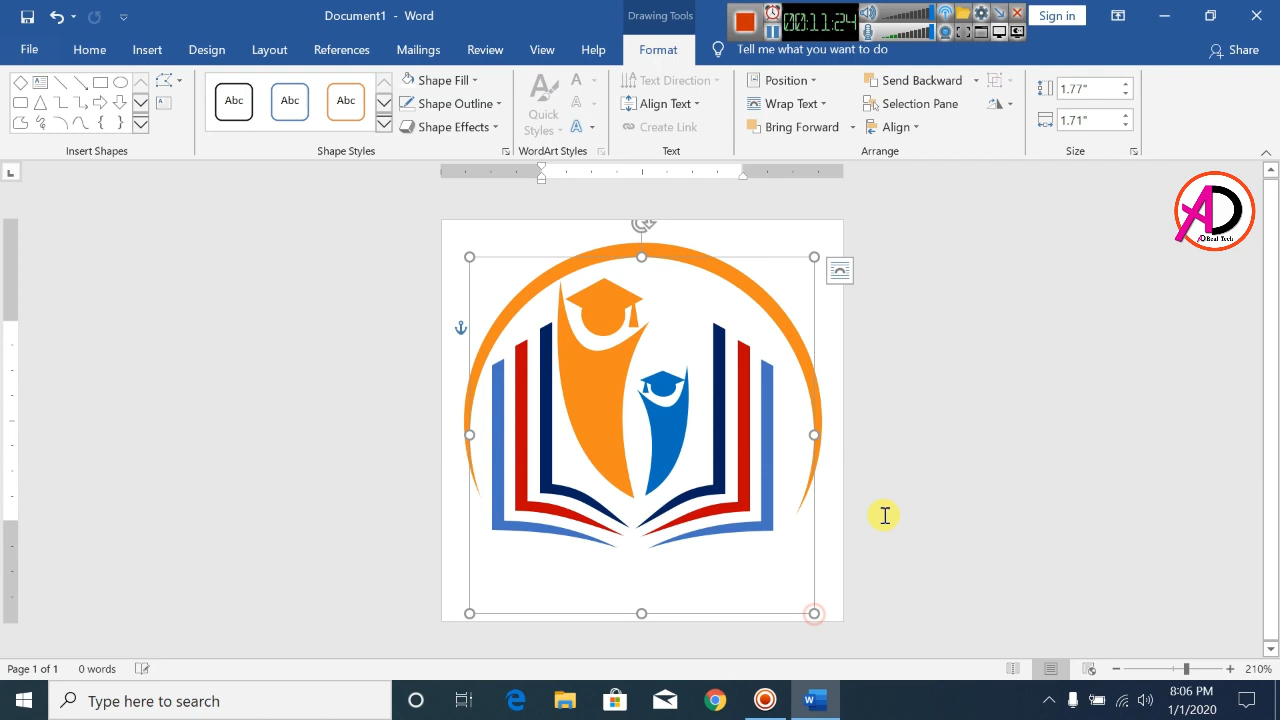 Document1 - Word
Drawing Tools
00:11:24
Sign in
File
Home
Insert
Design
Layout
References
Mailings
Review
View
Help
Format
Tell me what you want to do
Share
Abc
Abc
Abc
Shape Fill
Shape Outline
Shape Effects
Quick
Styles
Text Direction
Align Text
Create Link
Position
Wrap Text
Bring Forward
Send Backward
Selection Pane
Align
1.77"
1.71"
Insert Shapes
Shape Styles
WordArt Styles
Text
Arrange
Size
AD
AD Real Tech
Page 1 of 1
0 words
210%
Type here to search
8:06 PM
1/1/2020